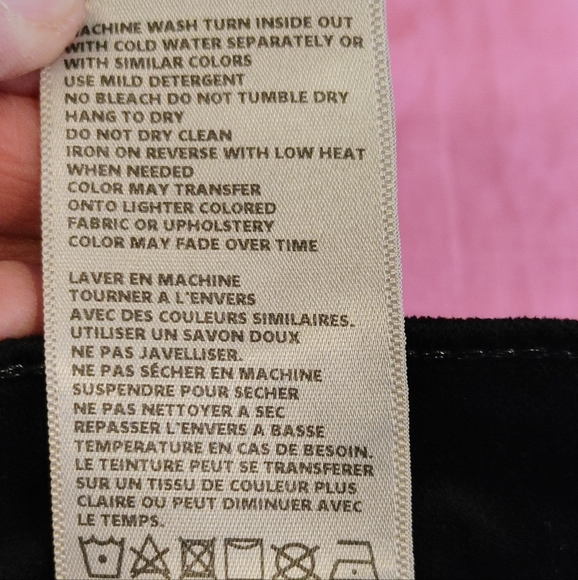 MACHINE WASH TURN INSIDE OUT
WITH COLD WATER SEPARATELY OR
WITH SIMILAR COLORS
USE MILD DETERGENT
NO BLEACH DO NOT TUMBLE DRY
HANG TO DRY
DO NOT DRY CLEAN
IRON ON REVERSE WITH LOW HEAT
WHEN NEEDED
COLOR MAY TRANSFER
ONTO LIGHTER COLORED
FABRIC OR UPHOLSTERY
COLOR MAY FADE OVER TIME
LAVER EN MACHINE
TOURNER A L'ENVERS
AVEC DES COULEURS SIMILAIRES.
UTILISER UN SAVON DOUX
NE PAS JAVELLISER.
NE PAS SÉCHER EN MACHINE
SUSPENDRE POUR SECHER
NE PAS NETTOYER A SEC
REPASSER L'ENVERS A BASSE
TEMPERATURE EN CAS DE BESOIN.
LE TEINTURE PEUT SE TRANSFERER
SUR UN TISSU DE COULEUR PLUS
CLAIRE OU PEUT DIMINUER AVEC
LE TEMPS.